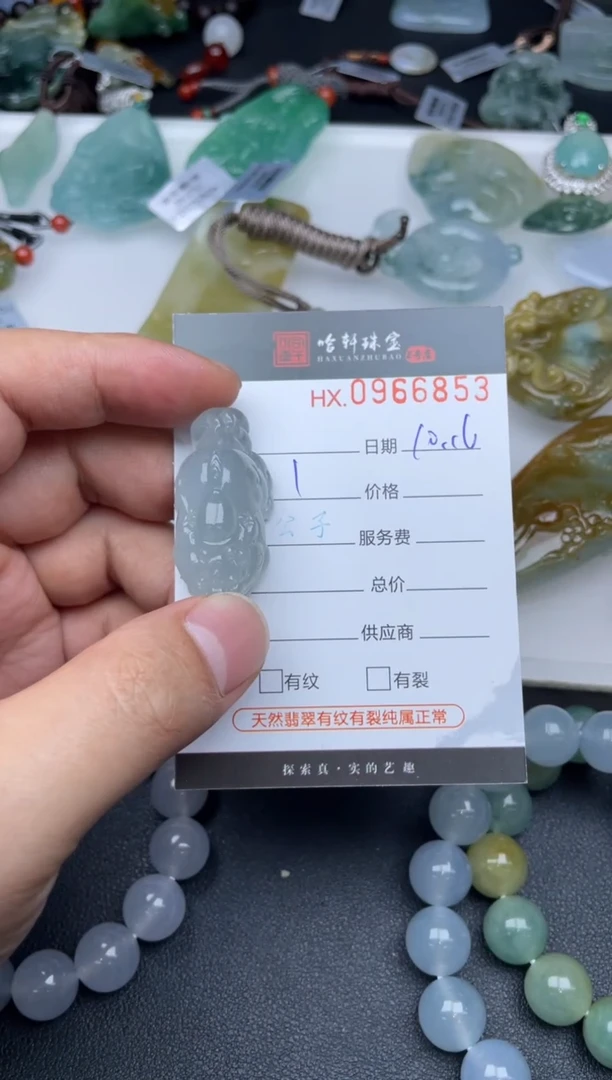 哈轩珠宝
HAXUANZHUBAO
HX.0966853
日期
1 价格
公子 服务费
总价
供应商
□有纹 □有裂
天然翡翠有纹有裂纯属正常
探索真·实的艺趣